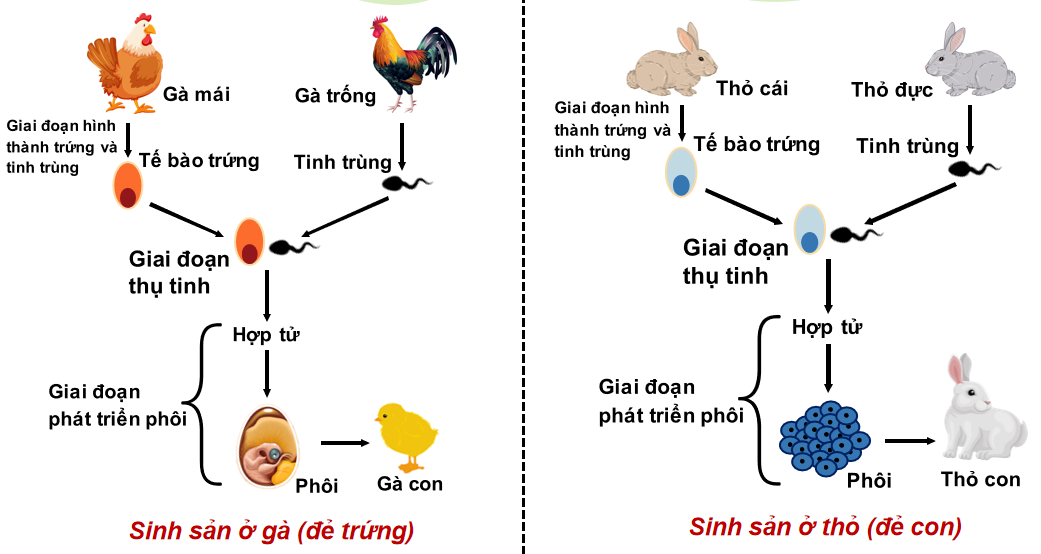 Gà mái
Gà trống
Giai đoạn hình
thành trứng và
tinh trùng
Tế bào trứng
Tinh trùng
Giai đoạn
thụ tinh
Hợp tử
Giai đoạn
phát triển phôi
Phôi
Gà con
Sinh sản ở gà (đẻ trứng)
Thỏ cái
Thỏ đực
Giai đoạn hình
thành trứng và
tinh trùng
Tế bào trứng
Tinh trùng
Giai đoạn
thụ tinh
Hợp tử
Giai đoạn
phát triển phôi
Phôi
Thỏ con
Sinh sản ở thỏ (đẻ con)